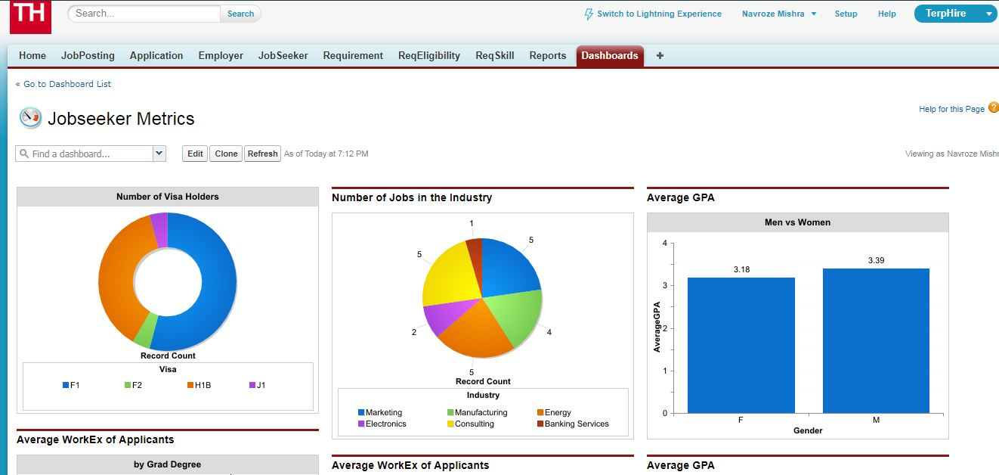 TH
Search...
Search
Switch to Lightning Experience
Navroze Mishra
Setup
Help
TerpHire
Home JobPosting Application Employer JobSeeker Requirement ReqEligibility ReqSkill Reports Dashboards +
« Go to Dashboard List
Jobseeker Metrics
Help for this Page ?
Find a dashboard...
Edit Clone Refresh As of Today at 7:12 PM
Viewing as Navroze Mishr
Number of Visa Holders
Record Count
Visa
F1 F2 H1B J1
Number of Jobs in the Industry
1
5
5
2
4
5
Record Count
Industry
Marketing Manufacturing Energy
Electronics Consulting Banking Services
Average GPA
Men vs Women
AverageGPA
4
3
2
1
0
3.18
3.39
F M
Gender
Average WorkEx of Applicants
by Grad Degree
Average WorkEx of Applicants
Average GPA